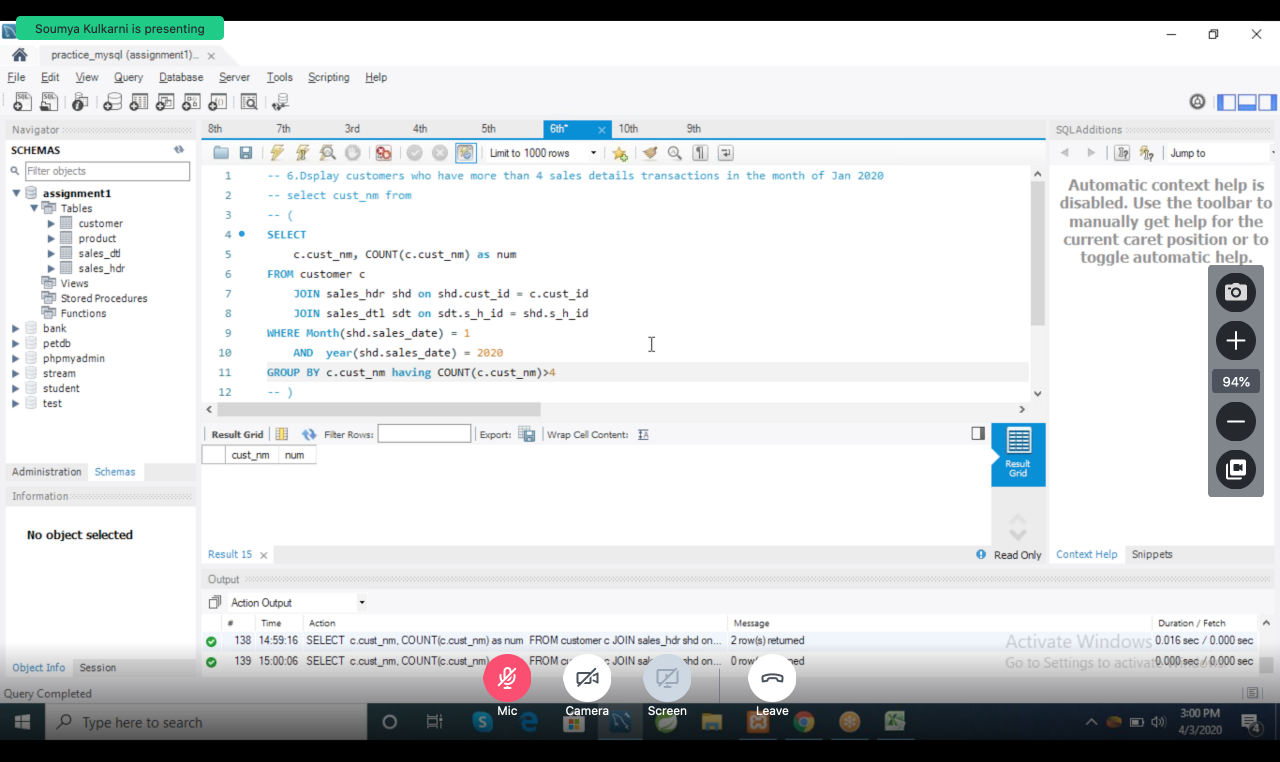 Soumya Kulkarni is presenting
practice_mysql (assignment1)...
File Edit View Query Database Server Tools Scripting Help
Navigator
SCHEMAS
Filter objects
assignment1
Tables
customer
product
sales_dtl
sales_hdr
Views
Stored Procedures
Functions
bank
petdb
phpmyadmin
stream
student
test
Administration Schemas
Information
No object selected
Object Info Session
Query Completed
8th 7th 3rd 4th 5th 6th* 10th 9th
Limit to 1000 rows
1 -- 6.Dsplay customers who have more than 4 sales details transactions in the month of Jan 2020
2 -- select cust_nm from
3 -- (
4 SELECT
5 c.cust_nm, COUNT(c.cust_nm) as num
6 FROM customer c
7 JOIN sales_hdr shd on shd.cust_id = c.cust_id
8 JOIN sales_dtl sdt on sdt.s_h_id = shd.s_h_id
9 WHERE Month(shd.sales_date) = 1
10 AND year(shd.sales_date) = 2020
11 GROUP BY c.cust_nm having COUNT(c.cust_nm)>4
12 -- )
Result Grid Filter Rows: Export: Wrap Cell Content:
cust_nm num
Result Grid
Result 15
Read Only
Output
Action Output
# Time Action Message Duration / Fetch
138 14:59:16 SELECT c.cust_nm, COUNT(c.cust_nm) as num FROM customer c JOIN sales_hdr shd on... 2 row(s) returned 0.016 sec / 0.000 sec
139 15:00:06 SELECT c.cust_nm, COUNT(c.cust_nm) as num FROM customer c JOIN sales_hdr shd on... 0 row(s) returned 0.000 sec / 0.000 sec
SQLAdditions
Jump to
Automatic context help is
disabled. Use the toolbar to
manually get help for the
current caret position or to
toggle automatic help.
94%
Context Help Snippets
Activate Windows
Go to Settings to activate
Mic Camera Screen Leave
Type here to search
3:00 PM
4/3/2020
4